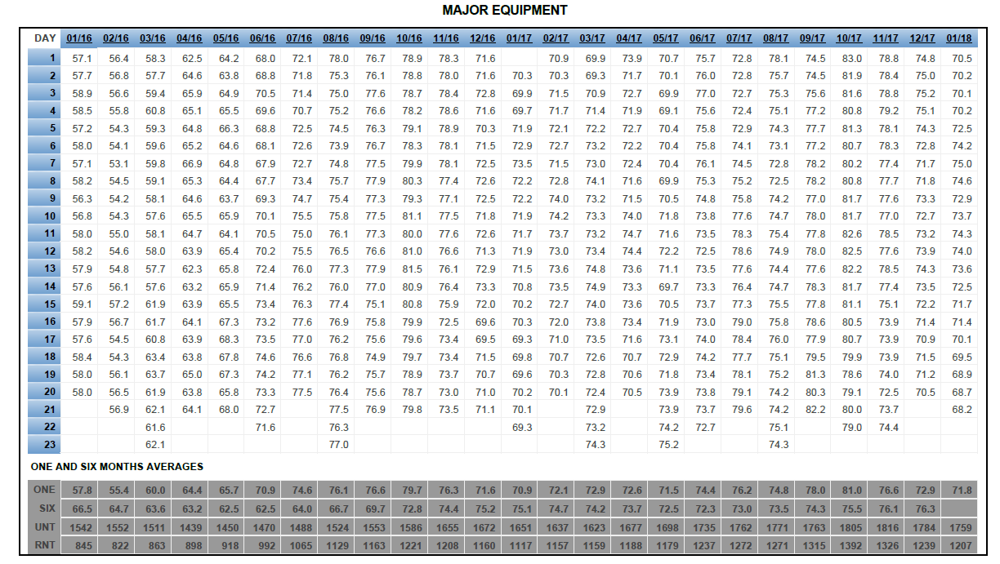 MAJOR EQUIPMENT
DAY 01/16 02/16 03/16 04/16 05/16 06/16 07/16 08/16 09/16 10/16 11/16 12/16 01/17 02/17 03/17 04/17 05/17 06/17 07/17 08/17 09/17 10/17 11/17 12/17 01/18
1 57.1 56.4 58.3 62.5 64.2 68.0 72.1 78.0 76.7 78.9 78.3 71.6 70.9 69.9 73.9 70.7 75.7 72.8 78.1 74.5 83.0 78.8 74.8 70.5
2 57.7 56.8 57.7 64.6 63.8 68.8 71.8 75.3 76.1 78.8 78.0 71.6 70.3 70.3 69.3 71.7 70.1 76.0 72.8 75.7 74.5 81.9 78.4 75.0 70.2
3 58.9 56.6 59.4 65.9 64.9 70.5 71.4 75.0 77.6 78.7 78.4 72.8 69.9 71.5 70.9 72.7 69.9 77.0 72.7 75.3 75.6 81.6 78.8 75.2 70.1
4 58.5 55.8 60.8 65.1 65.5 69.6 70.7 75.2 76.6 78.2 78.6 71.6 69.7 71.7 71.4 71.9 69.1 75.6 72.4 75.1 77.2 80.8 79.2 75.1 70.2
5 57.2 54.3 59.3 64.8 66.3 68.8 72.5 74.5 76.3 79.1 78.9 70.3 71.9 72.1 72.2 72.7 70.4 75.8 72.9 74.3 77.7 81.3 78.1 74.3 72.5
6 58.0 54.1 59.6 65.2 64.6 68.1 72.6 73.9 76.7 78.3 78.1 71.5 72.9 72.7 73.2 72.2 70.4 75.8 74.1 73.1 77.2 80.7 78.3 72.8 74.2
7 57.1 53.1 59.8 66.9 64.8 67.9 72.7 74.8 77.5 79.9 78.1 72.5 73.5 71.5 73.0 72.4 70.4 76.1 74.5 72.8 78.2 80.2 77.4 71.7 75.0
8 58.2 54.5 59.1 65.3 64.4 67.7 73.4 75.7 77.9 80.3 77.4 72.6 72.2 72.8 74.1 71.6 69.9 75.3 75.2 72.5 78.2 80.8 77.7 71.8 74.6
9 56.3 54.2 58.1 64.6 63.7 69.3 74.7 75.4 77.3 79.3 77.1 72.5 72.2 74.0 73.2 71.5 70.5 74.8 75.8 74.2 77.0 81.7 77.6 73.3 72.9
10 56.8 54.3 57.6 65.5 65.9 70.1 75.5 75.8 77.5 81.1 77.5 71.8 71.9 74.2 73.3 74.0 71.8 73.8 77.6 74.7 78.0 81.7 77.0 72.7 73.7
11 58.0 55.0 58.1 64.7 64.1 70.5 75.0 76.1 77.3 80.0 77.6 72.6 71.7 73.7 73.2 74.7 71.6 73.5 78.3 75.4 77.8 82.6 78.5 73.2 74.3
12 58.2 54.6 58.0 63.9 65.4 70.2 75.5 76.5 76.6 81.0 76.6 71.3 71.9 73.0 73.4 74.4 72.2 72.5 78.6 74.9 78.0 82.5 77.6 73.9 74.0
13 57.9 54.8 57.7 62.3 65.8 72.4 76.0 77.3 77.9 81.5 76.1 72.9 71.5 73.6 74.8 73.6 71.1 73.5 77.6 74.4 77.6 82.2 78.5 74.3 73.6
14 57.6 56.1 57.6 63.2 65.9 71.4 76.2 76.0 77.0 80.9 76.4 73.3 70.8 73.5 74.9 73.3 69.7 73.3 76.4 74.7 78.3 81.7 77.4 73.5 72.5
15 59.1 57.2 61.9 63.9 65.5 73.4 76.3 77.4 75.1 80.8 75.9 72.0 70.2 72.7 74.0 73.6 70.5 73.7 77.3 75.5 77.8 81.1 75.1 72.2 71.7
16 57.9 56.7 61.7 64.1 67.3 73.2 77.6 76.9 75.8 79.9 72.5 69.6 70.3 72.0 73.8 73.4 71.9 73.0 79.0 75.8 78.6 80.5 73.9 71.4 71.4
17 57.6 54.5 60.8 63.9 68.3 73.5 77.0 76.2 75.6 79.6 73.4 69.5 69.3 71.0 73.5 71.6 73.1 74.0 78.4 76.0 77.9 80.7 73.9 70.9 70.1
18 58.4 54.3 63.4 63.8 67.8 74.6 76.6 76.8 74.9 79.7 73.4 71.5 69.8 70.7 72.6 70.7 72.9 74.2 77.7 75.1 79.5 79.9 73.9 71.5 69.5
19 58.0 56.1 63.7 65.0 67.3 74.2 77.1 76.2 75.7 78.9 73.7 70.7 69.6 70.3 72.8 70.6 71.8 73.4 78.1 75.2 81.3 78.6 74.0 71.2 68.9
20 58.0 56.5 61.9 63.8 65.8 73.3 77.5 76.4 75.6 78.7 73.0 71.0 70.2 70.1 72.4 70.5 73.9 73.8 79.1 74.2 80.3 79.1 72.5 70.5 68.7
21 56.9 62.1 64.1 68.0 72.7 77.5 76.9 79.8 73.5 71.1 70.1 72.9 73.9 73.7 79.6 74.2 82.2 80.0 73.7 68.2
22 61.6 71.6 76.3 69.3 73.2 74.2 72.7 75.1 79.0 74.4
23 62.1 77.0 74.3 75.2 74.3
ONE AND SIX MONTHS AVERAGES
ONE 57.8 55.4 60.0 64.4 65.7 70.9 74.6 76.1 76.6 79.7 76.3 71.6 70.9 72.1 72.9 72.6 71.5 74.4 76.2 74.8 78.0 81.0 76.6 72.9 71.8
SIX 66.5 64.7 63.6 63.2 62.5 62.5 64.0 66.7 69.7 72.8 74.4 75.2 75.1 74.7 74.2 73.7 72.5 72.3 73.0 73.5 74.3 75.5 76.1 76.3
UNT 1542 1552 1511 1439 1450 1470 1488 1524 1553 1586 1655 1672 1651 1637 1623 1677 1698 1735 1762 1771 1763 1805 1816 1784 1759
RNT 845 822 863 898 918 992 1065 1129 1163 1221 1208 1160 1117 1157 1159 1188 1179 1237 1272 1271 1315 1392 1326 1239 1207